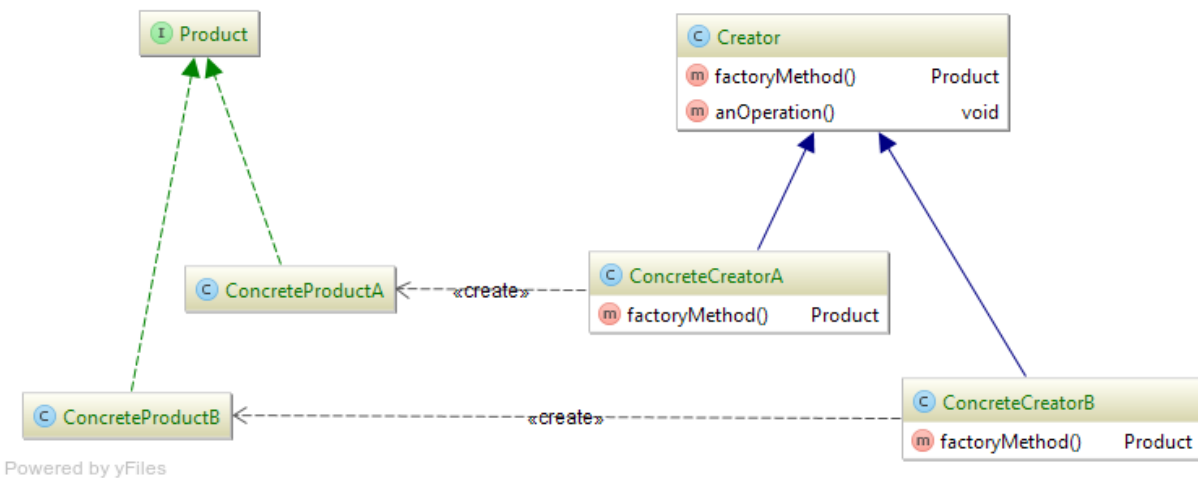 I Product
C Creator
m factoryMethod() Product
m anOperation() void
C ConcreteProductA
«create»
C ConcreteCreatorA
m factoryMethod() Product
C ConcreteProductB
«create»
C ConcreteCreatorB
m factoryMethod() Product
Powered by yFiles